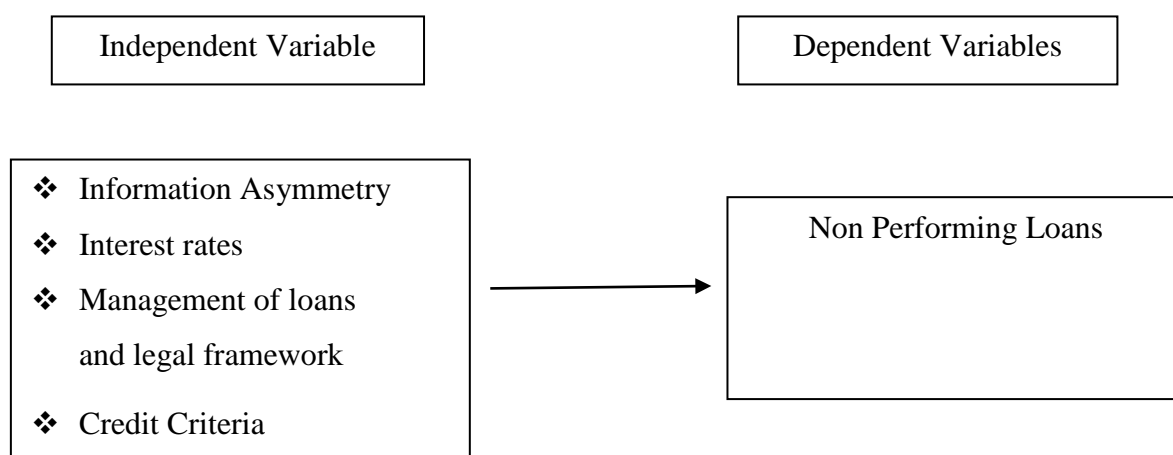 Independent Variable
Dependent Variables
❖ Information Asymmetry
❖ Interest rates
❖ Management of loans
and legal framework
❖ Credit Criteria
Non Performing Loans